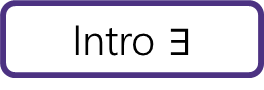 Intro ∃